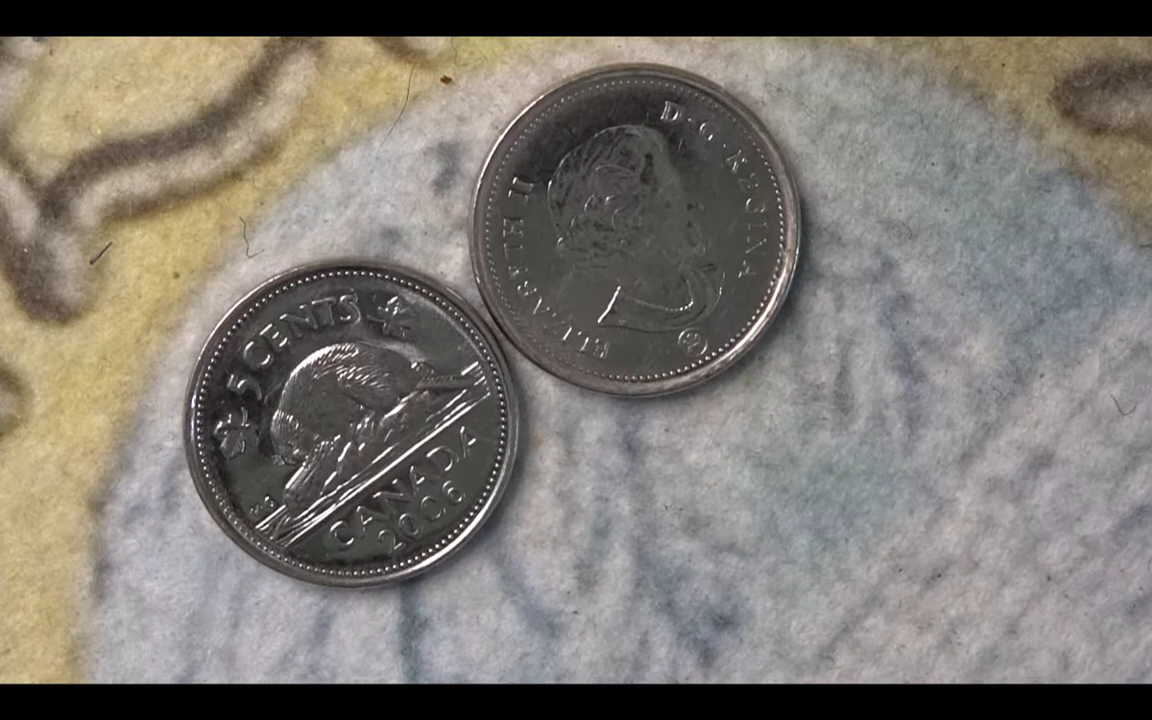 5 CENTS
CANADA
2006
ELIZABETH II
D·G·REGINA